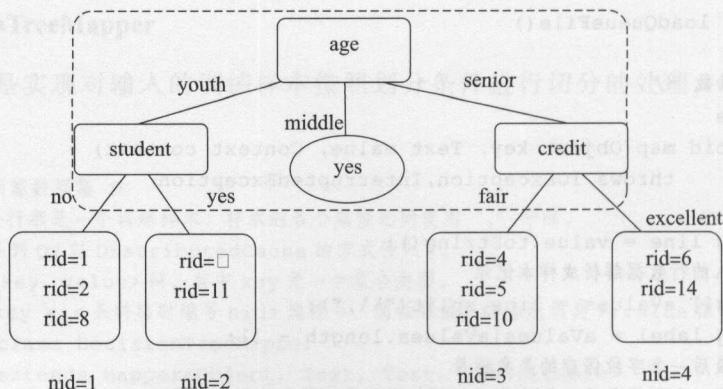 age
youth
middle
senior
student
yes
credit
no
yes
fair
excellent
rid=1
rid=2
rid=8
rid=□
rid=11
rid=4
rid=5
rid=10
rid=6
rid=14
nid=1
nid=2
nid=3
nid=4